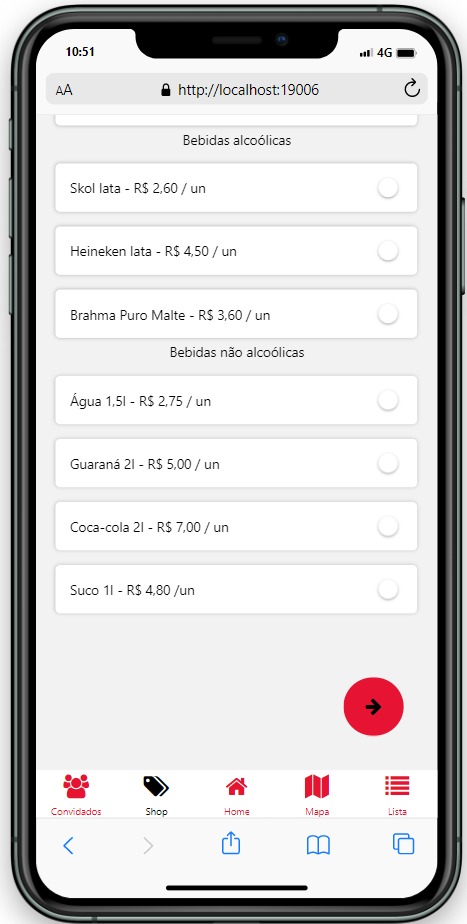 10:51
4G
AA http://localhost:19006
Bebidas alcoólicas
Skol lata - R$ 2,60 / un
Heineken lata - R$ 4,50 / un
Brahma Puro Malte - R$ 3,60 / un
Bebidas não alcoólicas
Água 1,5l - R$ 2,75 / un
Guaraná 2l - R$ 5,00 / un
Coca-cola 2l - R$ 7,00 / un
Suco 1l - R$ 4,80 /un
Convidados Shop Home Mapa Lista